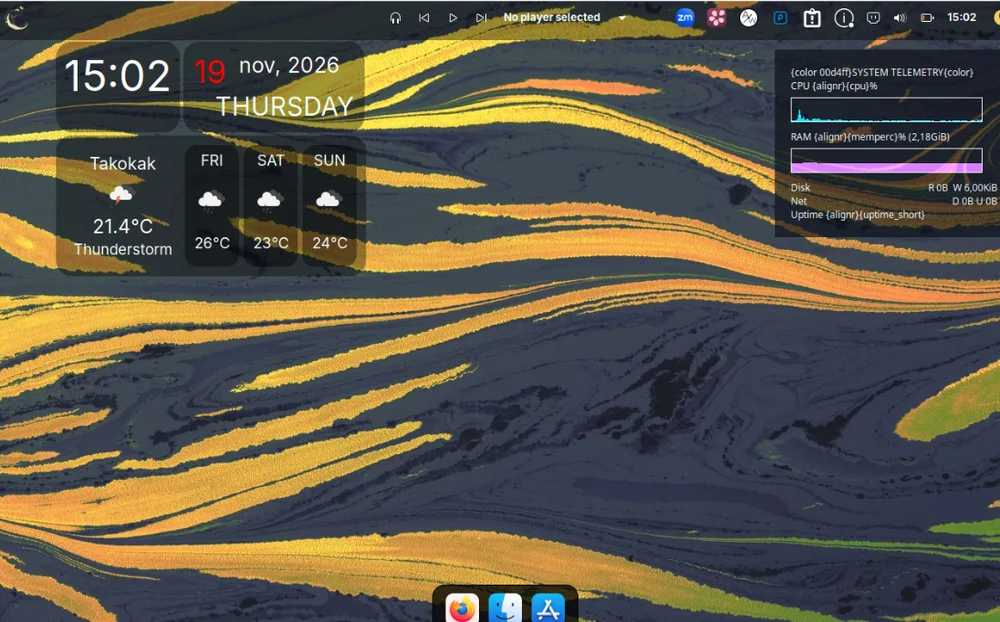 No player selected
zm
15:02
15:02
19 nov, 2026
THURSDAY
Takokak
21.4°C
Thunderstorm
FRI SAT SUN
26°C 23°C 24°C
{color 00d4ff}SYSTEM TELEMETRY{color}
CPU {alignr}{cpu}%
RAM {alignr}{memperc}% (2,18GiB)
Disk R 0B W 6,00KiB
Net D 0B U 0B
Uptime {alignr}{uptime_short}